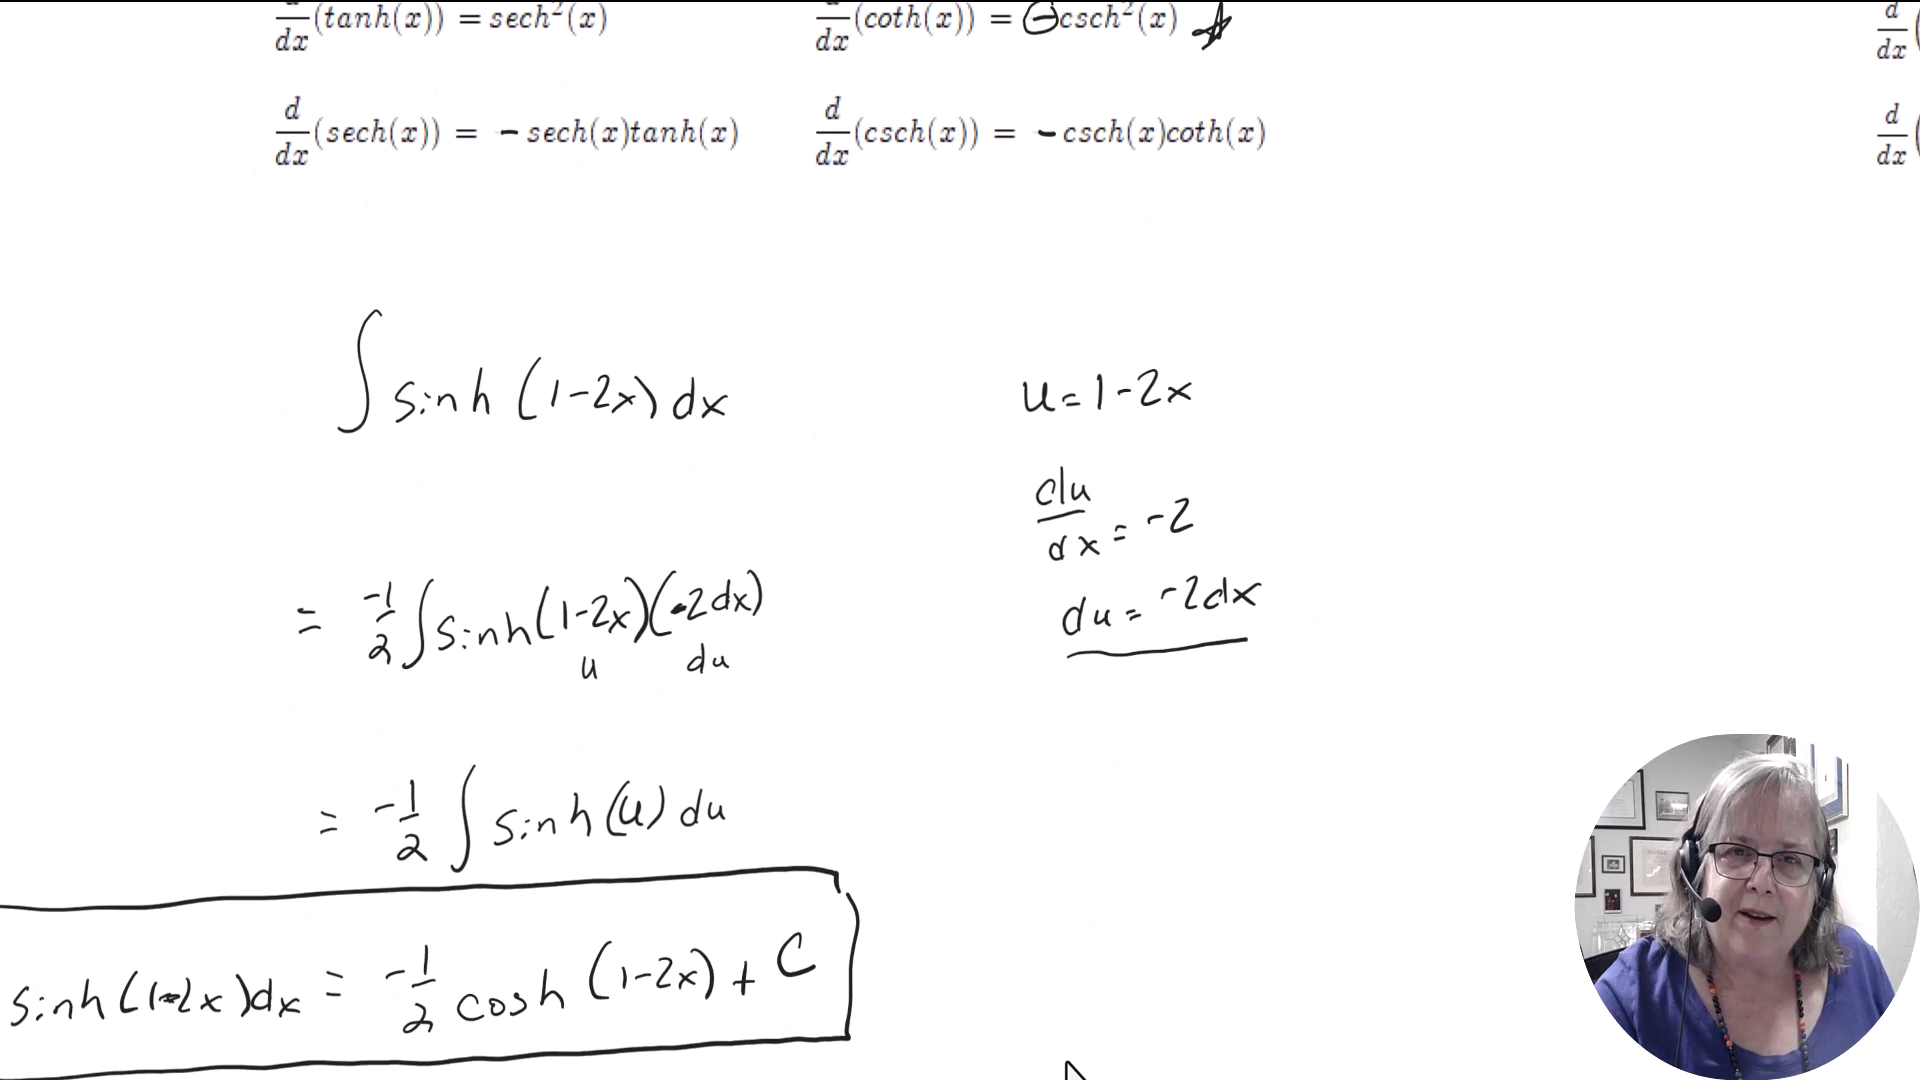 d/dx (tanh(x)) = sech²(x)    d/dx (coth(x)) = -csch²(x)    d/dx (
d/dx (sech(x)) = - sech(x)tanh(x)    d/dx (csch(x)) = - csch(x)coth(x)    d/dx (
∫ sinh (1-2x) dx    u = 1-2x
du/dx = -2
= -1/2 ∫ sinh(1-2x)(-2dx)    du = -2dx
u    du
= -1/2 ∫ sinh(u) du
sinh(1-2x)dx = -1/2 cosh (1-2x) + C